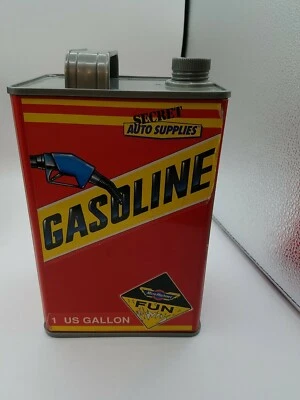 SECRET
AUTO SUPPLIES
GASOLINE
FUN
1 US GALLON